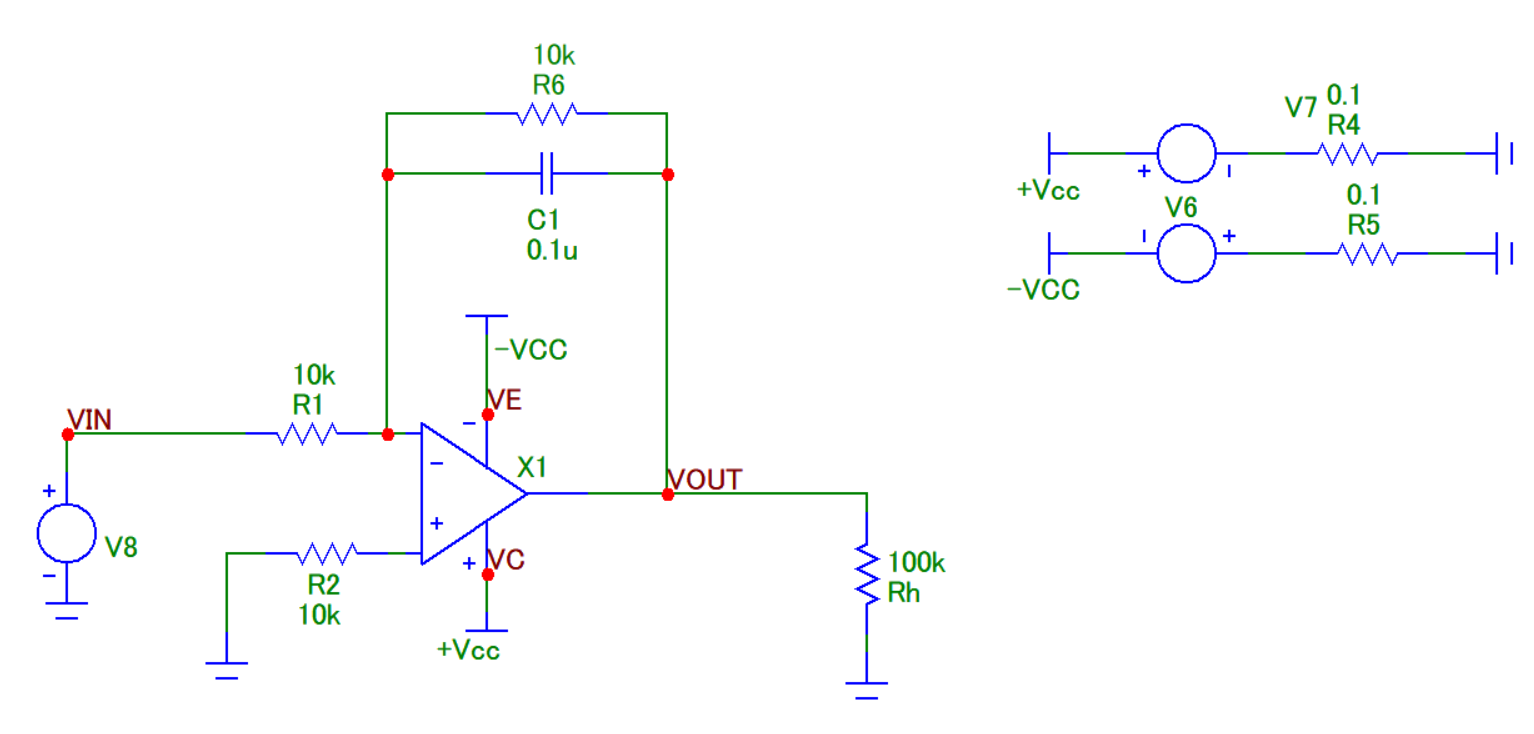 10k
R6
C1
0.1u
-VCC
VE
10k
R1
VIN
+
-
V8
-
+
-
X1
VOUT
+
VC
+Vcc
R2
10k
100k
Rh
V7
0.1
R4
+
-
+Vcc
V6
0.1
R5
-
+
-VCC